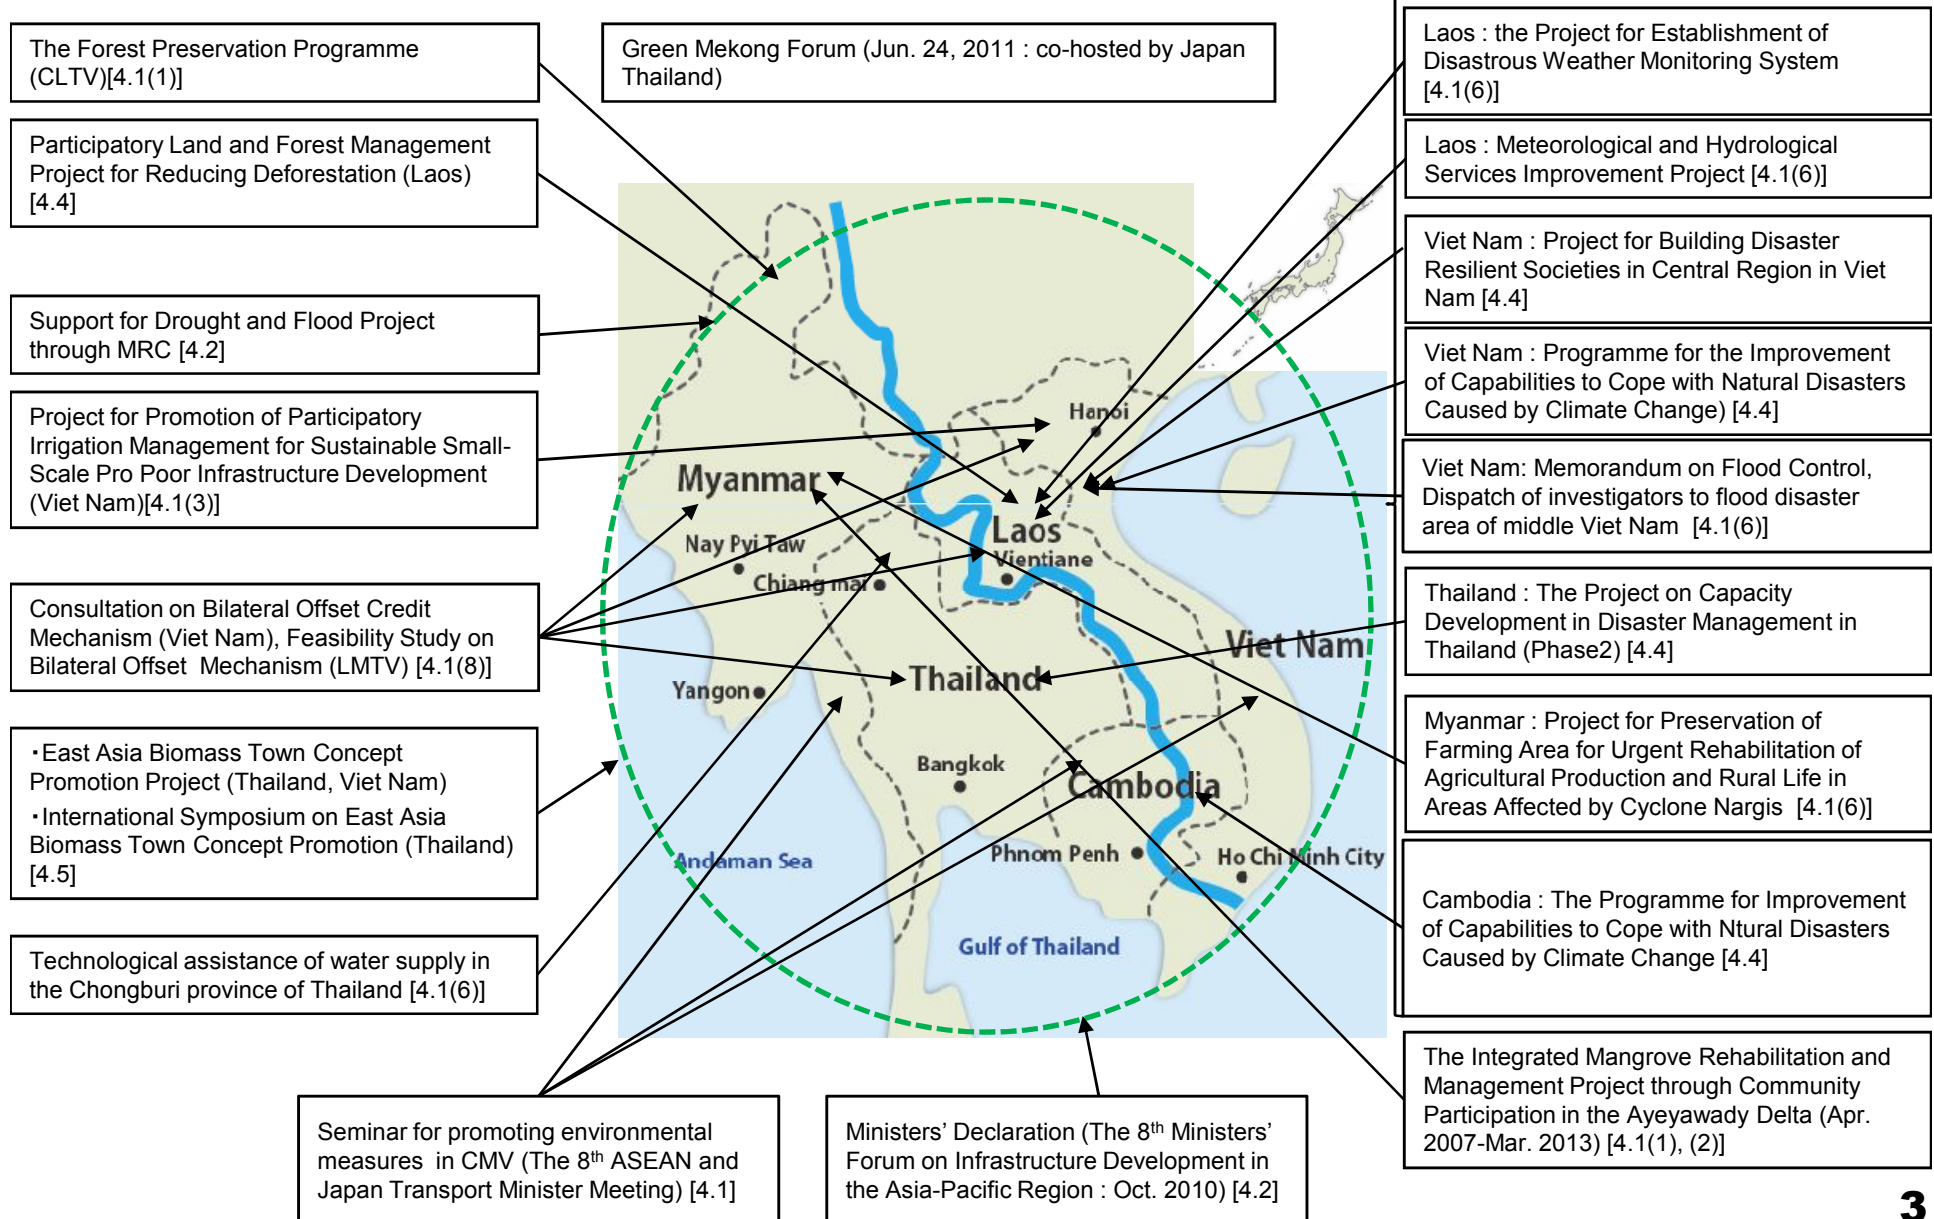 The Forest Preservation Programme
(CLTV)[4.1(1)]
Participatory Land and Forest Management
Project for Reducing Deforestation (Laos)
[4.4]
Support for Drought and Flood Project
through MRC [4.2]
Project for Promotion of Participatory
Irrigation Management for Sustainable Small-
Scale Pro Poor Infrastructure Development
(Viet Nam)[4.1(3)]
Consultation on Bilateral Offset Credit
Mechanism (Viet Nam), Feasibility Study on
Bilateral Offset Mechanism (LMTV) [4.1(8)]
・East Asia Biomass Town Concept
Promotion Project (Thailand, Viet Nam)
・International Symposium on East Asia
Biomass Town Concept Promotion (Thailand)
[4.5]
Technological assistance of water supply in
the Chongburi province of Thailand [4.1(6)]
Green Mekong Forum (Jun. 24, 2011 : co-hosted by Japan
Thailand)
Hanoi
Myanmar
Laos
Nay Pyi Taw
Vientiane
Chiang mai
Viet Nam
Thailand
Yangon
Bangkok
Cambodia
Phnom Penh
Ho Chi Minh City
Andaman Sea
Gulf of Thailand
Seminar for promoting environmental
measures in CMV (The 8th ASEAN and
Japan Transport Minister Meeting) [4.1]
Ministers’ Declaration (The 8th Ministers’
Forum on Infrastructure Development in
the Asia-Pacific Region : Oct. 2010) [4.2]
Laos : the Project for Establishment of
Disastrous Weather Monitoring System
[4.1(6)]
Laos : Meteorological and Hydrological
Services Improvement Project [4.1(6)]
Viet Nam : Project for Building Disaster
Resilient Societies in Central Region in Viet
Nam [4.4]
Viet Nam : Programme for the Improvement
of Capabilities to Cope with Natural Disasters
Caused by Climate Change) [4.4]
Viet Nam: Memorandum on Flood Control,
Dispatch of investigators to flood disaster
area of middle Viet Nam [4.1(6)]
Thailand : The Project on Capacity
Development in Disaster Management in
Thailand (Phase2) [4.4]
Myanmar : Project for Preservation of
Farming Area for Urgent Rehabilitation of
Agricultural Production and Rural Life in
Areas Affected by Cyclone Nargis [4.1(6)]
Cambodia : The Programme for Improvement
of Capabilities to Cope with Ntural Disasters
Caused by Climate Change [4.4]
The Integrated Mangrove Rehabilitation and
Management Project through Community
Participation in the Ayeyawady Delta (Apr.
2007-Mar. 2013) [4.1(1), (2)]
3